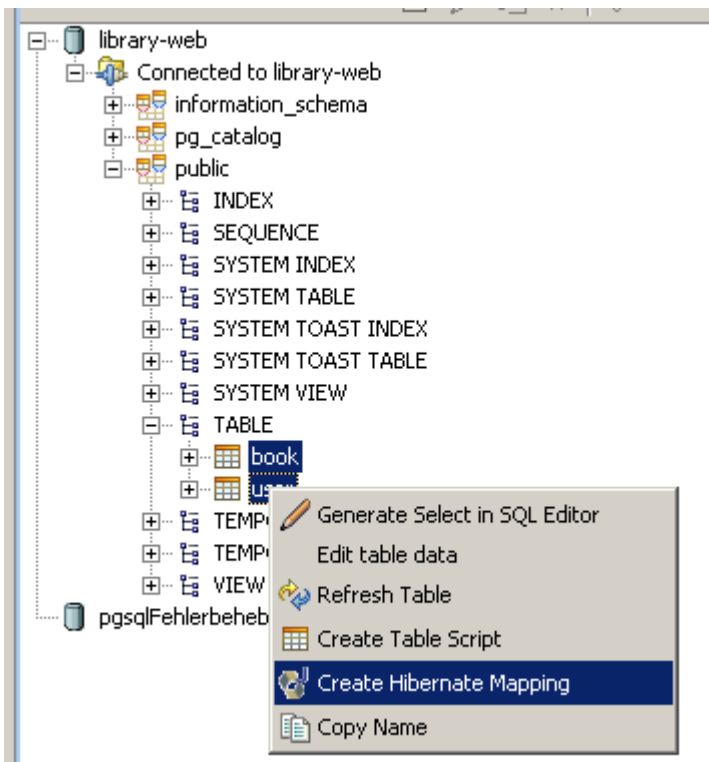 library-web
Connected to library-web
information_schema
pg_catalog
public
INDEX
SEQUENCE
SYSTEM INDEX
SYSTEM TABLE
SYSTEM TOAST INDEX
SYSTEM TOAST TABLE
SYSTEM VIEW
TABLE
book
Generate Select in SQL Editor
Edit table data
Refresh Table
Create Table Script
Create Hibernate Mapping
Copy Name
VIEW
pgsqlFehlerbeheb